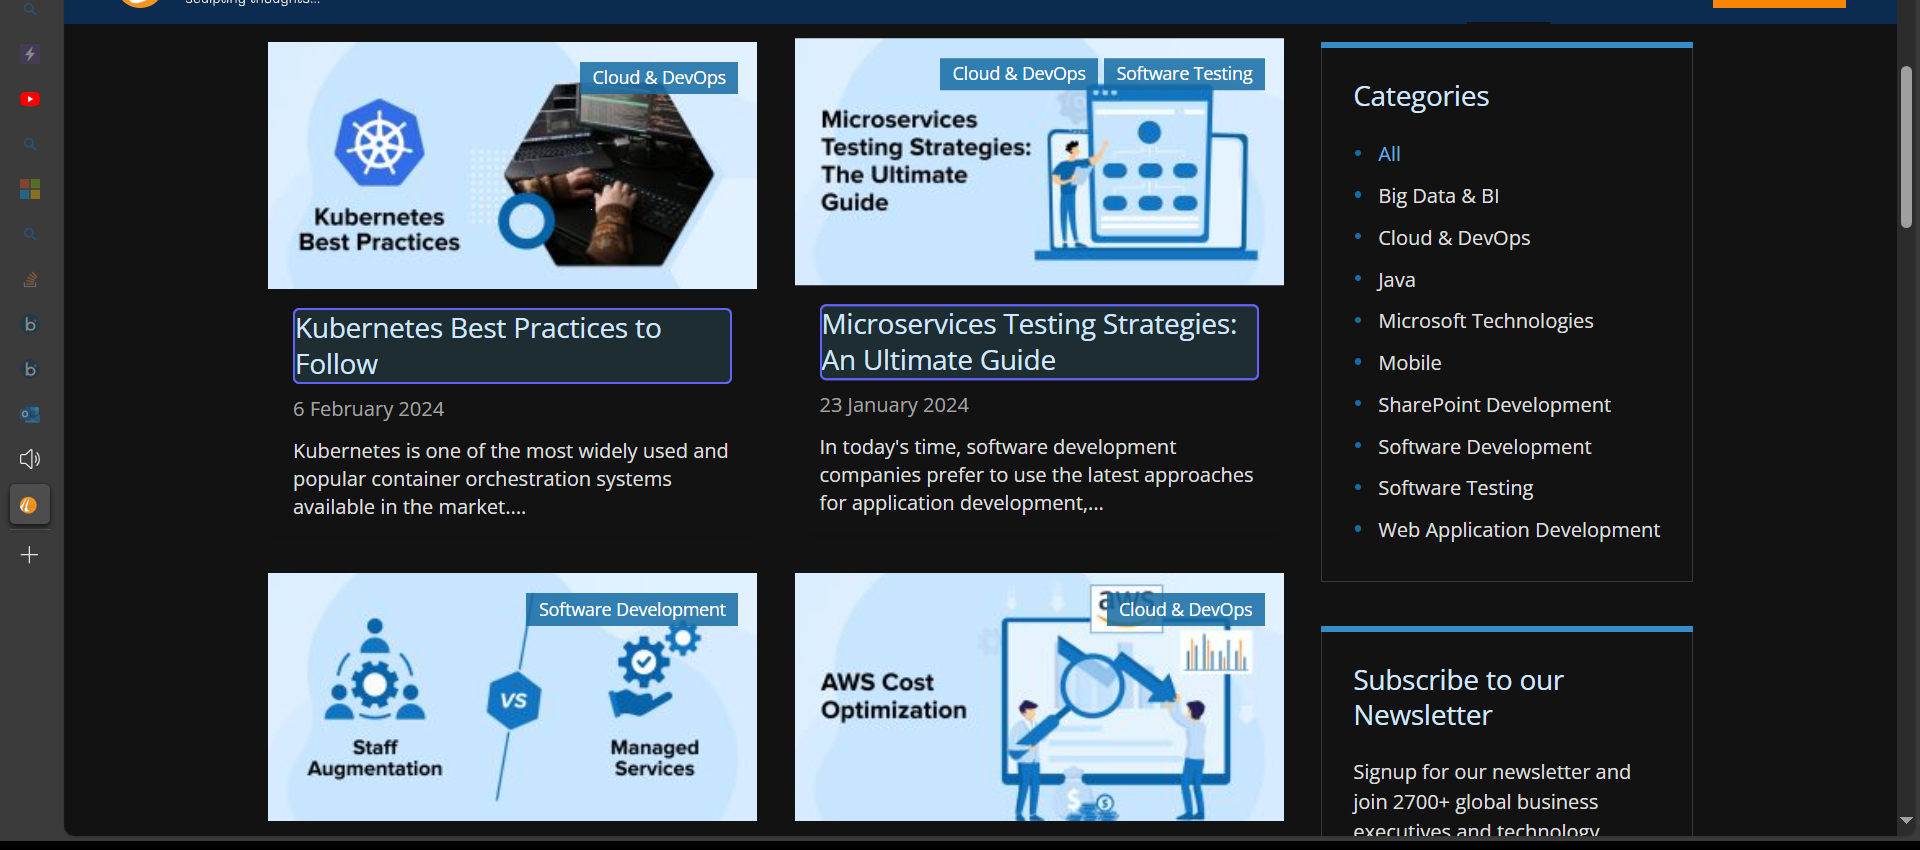 sculpting thoughts...
Cloud & DevOps
Kubernetes
Best Practices
Kubernetes Best Practices to
Follow
6 February 2024
Kubernetes is one of the most widely used and
popular container orchestration systems
available in the market....
Cloud & DevOps
Software Testing
Microservices
Testing Strategies:
The Ultimate
Guide
Microservices Testing Strategies:
An Ultimate Guide
23 January 2024
In today's time, software development
companies prefer to use the latest approaches
for application development,...
Software Development
VS
Staff
Augmentation
Managed
Services
aws
Cloud & DevOps
AWS Cost
Optimization
Categories
All
Big Data & BI
Cloud & DevOps
Java
Microsoft Technologies
Mobile
SharePoint Development
Software Development
Software Testing
Web Application Development
Subscribe to our
Newsletter
Signup for our newsletter and
join 2700+ global business
executives and technology